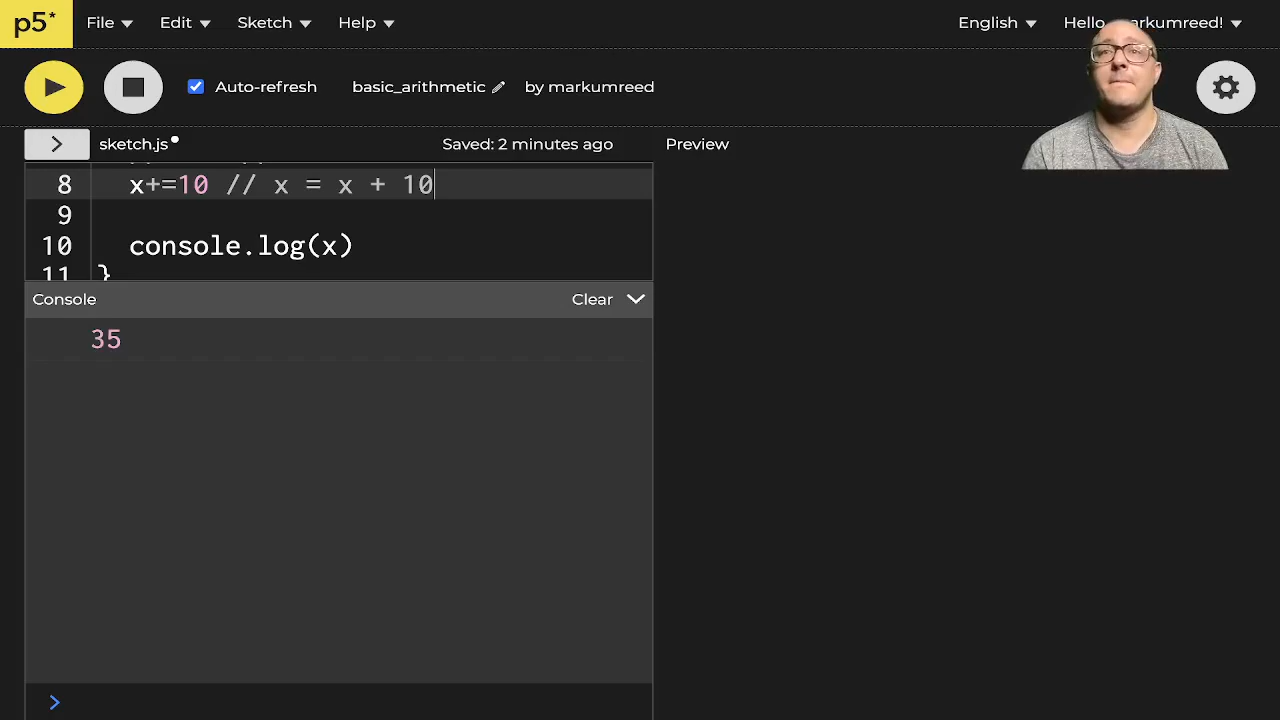 p5* File Edit Sketch Help English Hello, markumreed!
Auto-refresh basic_arithmetic by markumreed
> sketch.js Saved: 2 minutes ago Preview
8 x+=10 // x = x + 10
9
10 console.log(x)
11 }
Console Clear
35
>